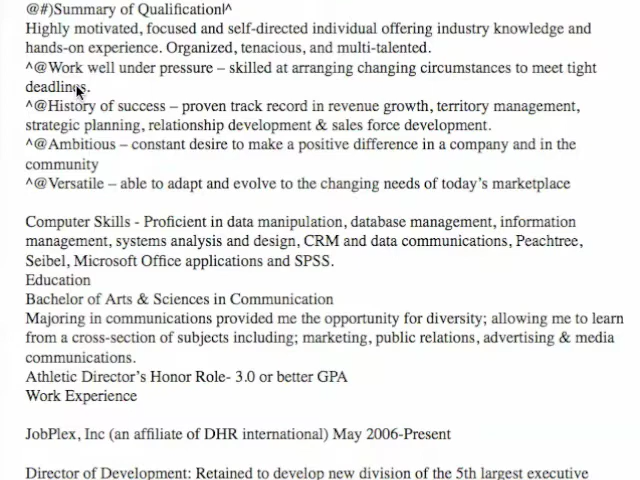 @#)Summary of Qualificationl^
Highly motivated, focused and self-directed individual offering industry knowledge and
hands-on experience. Organized, tenacious, and multi-talented.
^@Work well under pressure – skilled at arranging changing circumstances to meet tight
deadlines.
^@History of success – proven track record in revenue growth, territory management,
strategic planning, relationship development & sales force development.
^@Ambitious – constant desire to make a positive difference in a company and in the
community
^@Versatile – able to adapt and evolve to the changing needs of today’s marketplace
Computer Skills - Proficient in data manipulation, database management, information
management, systems analysis and design, CRM and data communications, Peachtree,
Seibel, Microsoft Office applications and SPSS.
Education
Bachelor of Arts & Sciences in Communication
Majoring in communications provided me the opportunity for diversity; allowing me to learn
from a cross-section of subjects including; marketing, public relations, advertising & media
communications.
Athletic Director’s Honor Role- 3.0 or better GPA
Work Experience
JobPlex, Inc (an affiliate of DHR international) May 2006-Present
Director of Development: Retained to develop new division of the 5th largest executive